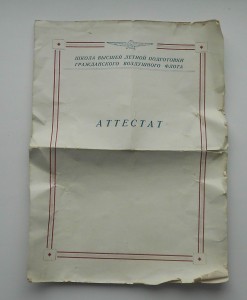 ШКОЛА ВЫСШЕЙ ЛЕТНОЙ ПОДГОТОВКИ
ГРАЖДАНСКОГО ВОЗДУШНОГО ФЛОТА
АТТЕСТАТ